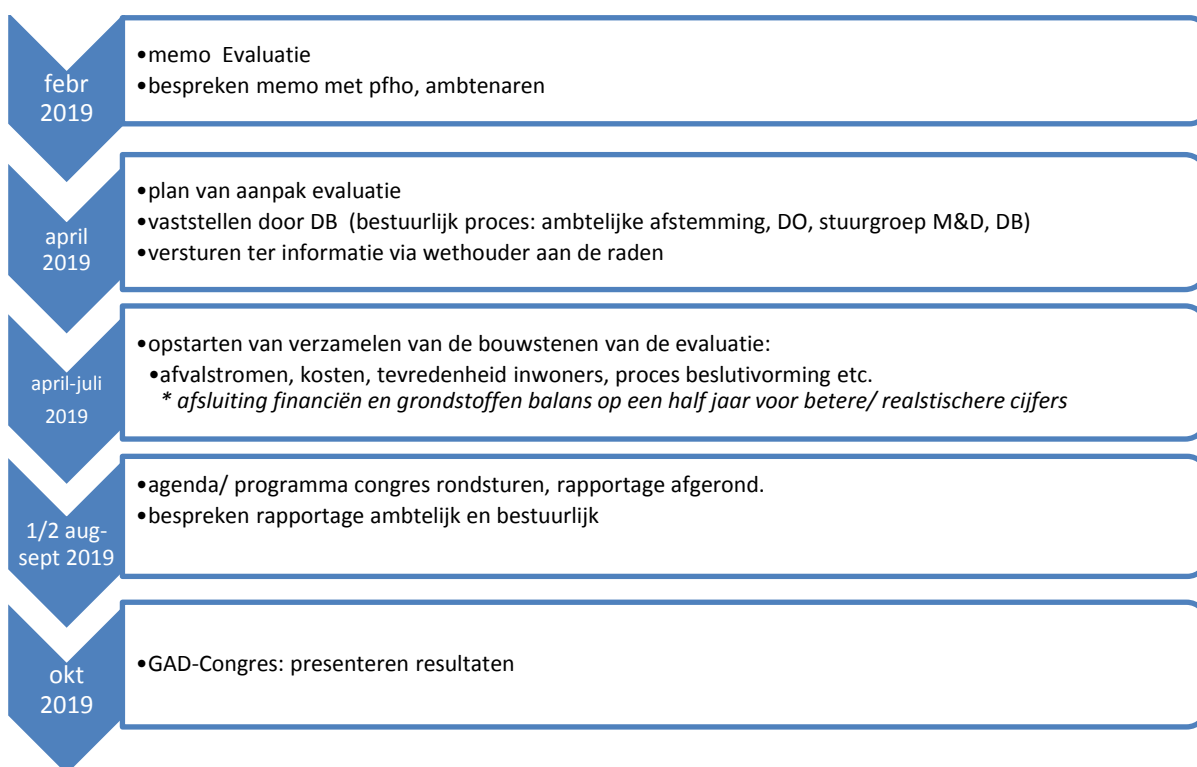 febr
2019
•memo Evaluatie
•bespreken memo met pfho, ambtenaren
april
2019
•plan van aanpak evaluatie
•vaststellen door DB (bestuurlijk proces: ambtelijke afstemming, DO, stuurgroep M&D, DB)
•versturen ter informatie via wethouder aan de raden
april-juli
2019
•opstarten van verzamelen van de bouwstenen van de evaluatie:
•afvalstromen, kosten, tevredenheid inwoners, proces beslutivorming etc.
* afsluiting financiën en grondstoffen balans op een half jaar voor betere/ realstischere cijfers
1/2 aug-
sept 2019
•agenda/ programma congres rondsturen, rapportage afgerond.
•bespreken rapportage ambtelijk en bestuurlijk
okt
2019
•GAD-Congres: presenteren resultaten